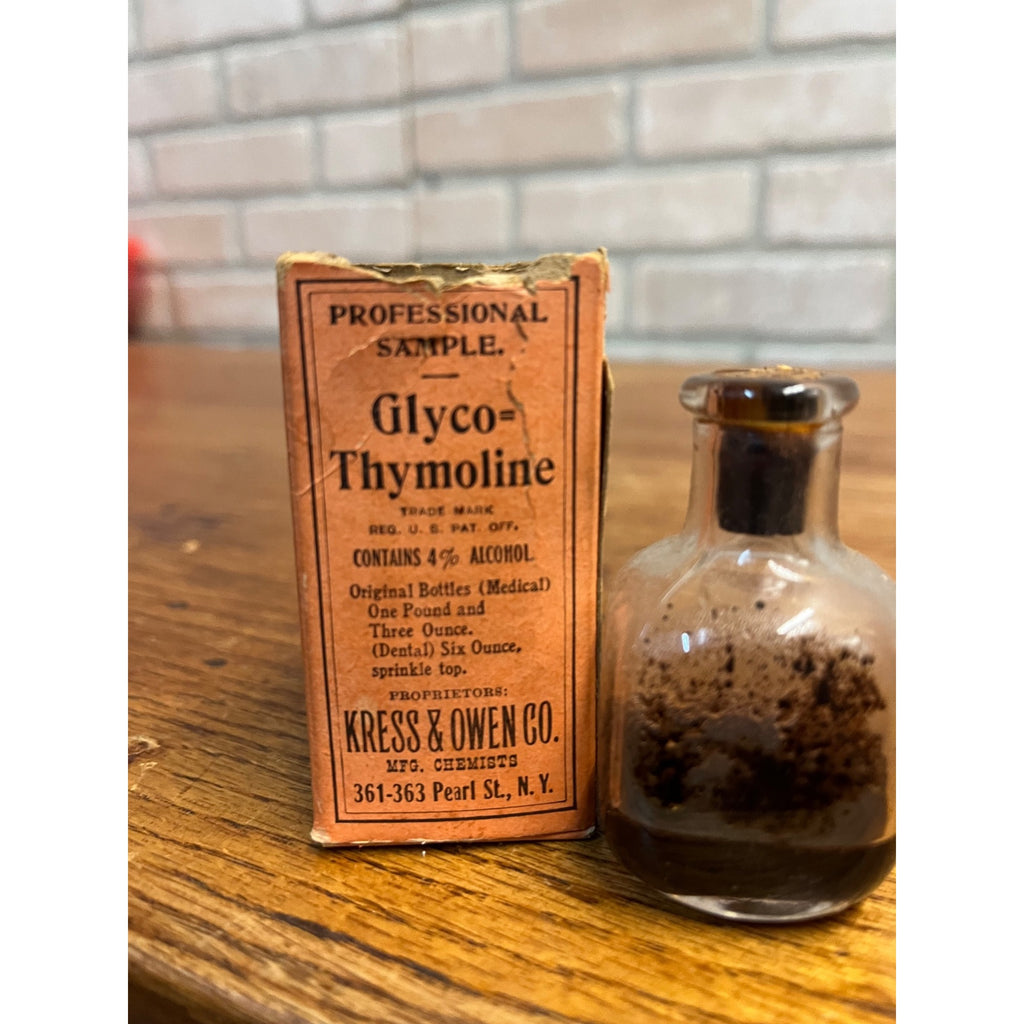 PROFESSIONAL
SAMPLE.
Glyco=
Thymoline
TRADE MARK
REG. U. S. PAT. OFF.
CONTAINS 4% ALCOHOL
Original Bottles (Medical)
One Pound and
Three Ounce.
(Dental) Six Ounce,
sprinkle top.
PROPRIETORS:
KRESS & OWEN CO.
MFG. CHEMISTS
361-363 Pearl St., N. Y.